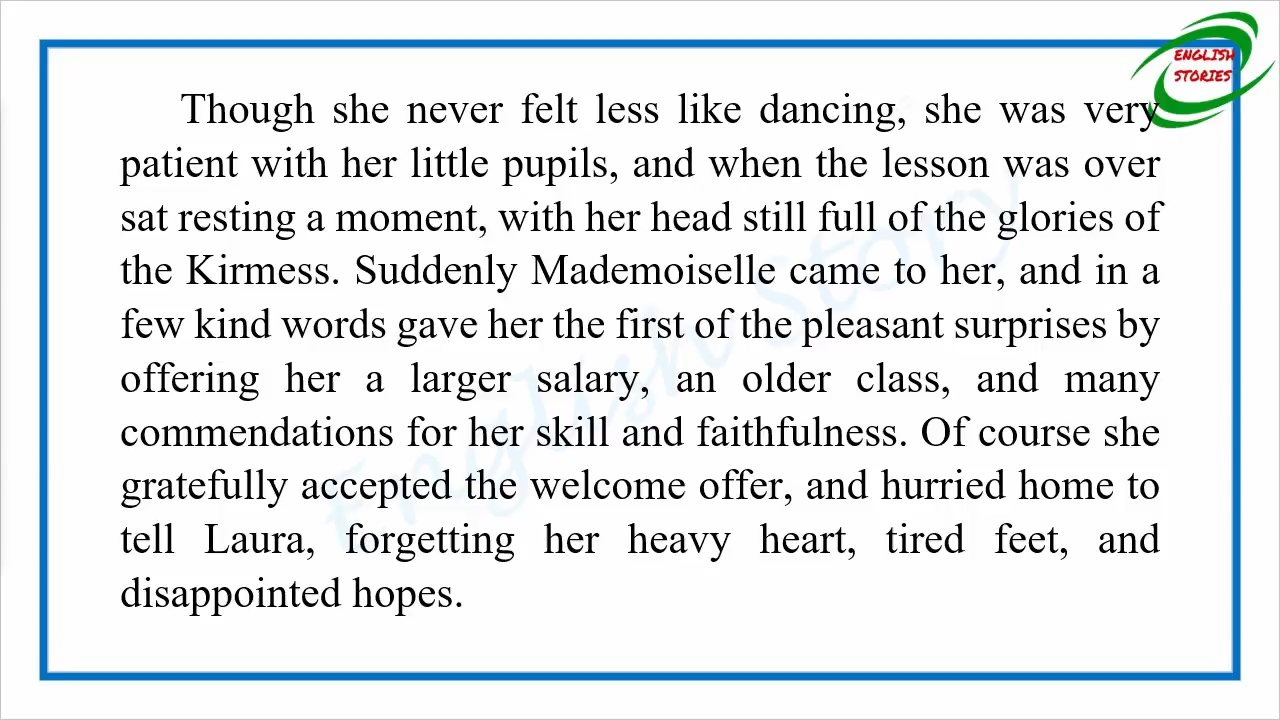 ENGLISH
STORIES
Though she never felt less like dancing, she was very
patient with her little pupils, and when the lesson was over
sat resting a moment, with her head still full of the glories of
the Kirmess. Suddenly Mademoiselle came to her, and in a
few kind words gave her the first of the pleasant surprises by
offering her a larger salary, an older class, and many
commendations for her skill and faithfulness. Of course she
gratefully accepted the welcome offer, and hurried home to
tell Laura, forgetting her heavy heart, tired feet, and
disappointed hopes.
English Story